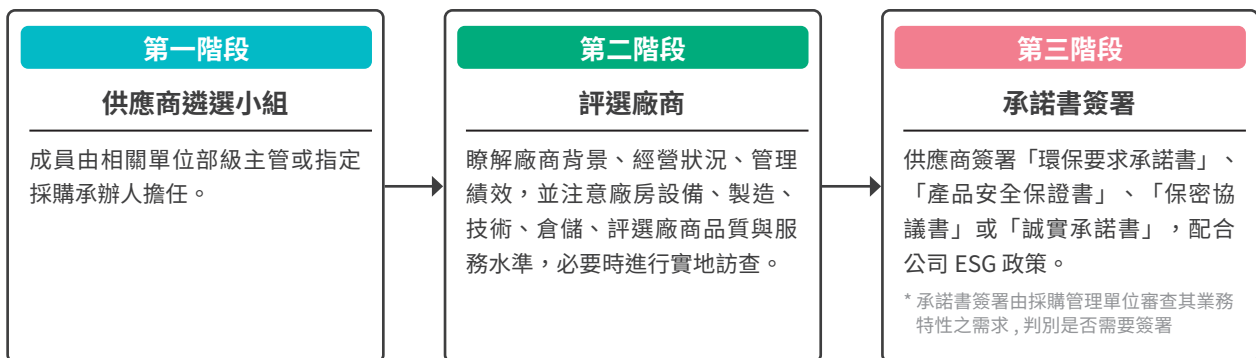 第一階段
供應商遴選小組
成員由相關單位部級主管或指定
採購承辦人擔任。
第二階段
評選廠商
瞭解廠商背景、經營狀況、管理
績效，並注意廠房設備、製造、
技術、倉儲、評選廠商品質與服
務水準，必要時進行實地訪查。
第三階段
承諾書簽署
供應商簽署「環保要求承諾書」、
「產品安全保證書」、「保密協
議書」或「誠實承諾書」，配合
公司 ESG 政策。
* 承諾書簽署由採購管理單位審查其業務
特性之需求 , 判別是否需要簽署